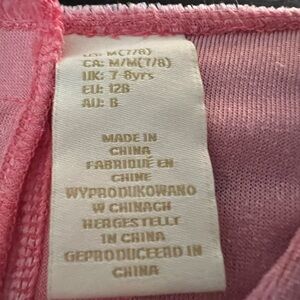 US: M(7/8)
CA: M/M(7/8)
UK: 7-8yrs
EU: 128
AU: 8
MADE IN
CHINA
FABRIQUÉ EN
CHINE
WYPRODUKOWANO
W CHINACH
HERGESTELLT
IN CHINA
GEPRODUCEERD IN
CHINA